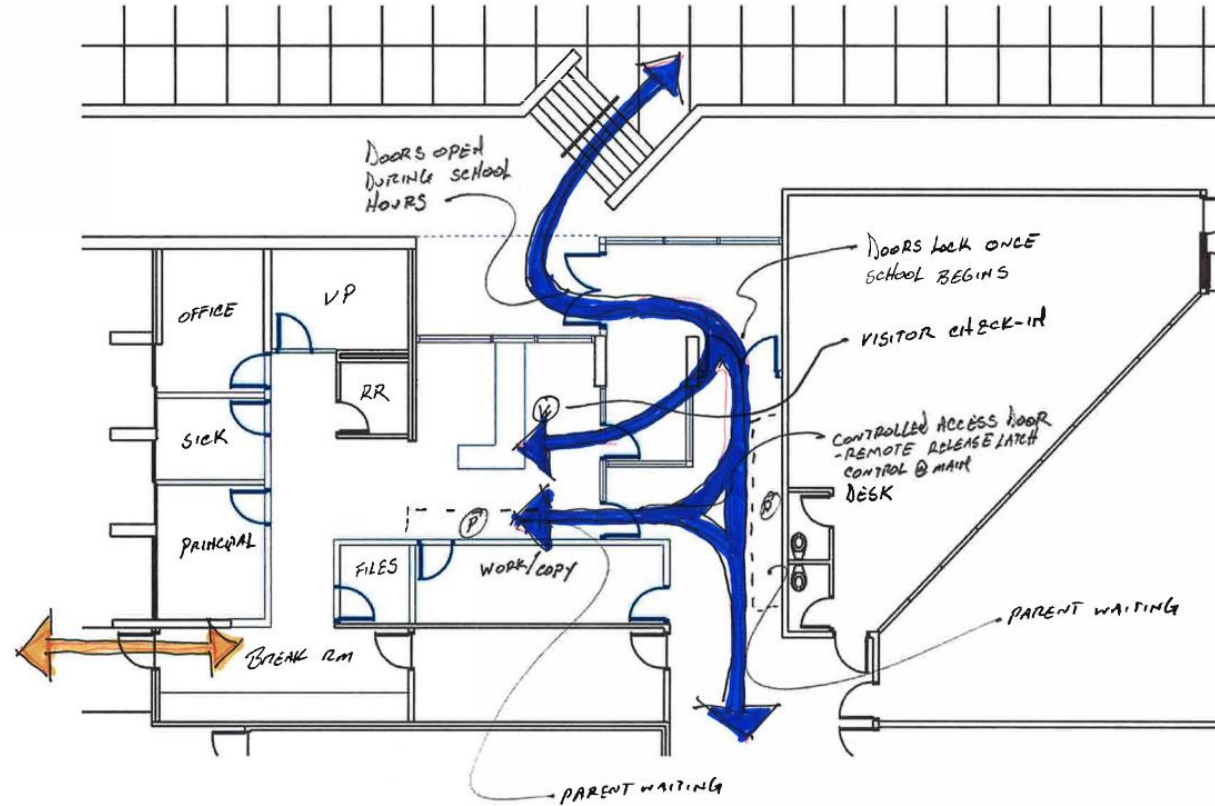 DOORS OPEN
DURING SCHOOL
HOURS
DOORS LOCK ONCE
SCHOOL BEGINS
OFFICE
VP
VISITOR CHECK-IN
RR
V
SICK
CONTROLLED ACCESS DOOR
- REMOTE RELEASE LATCH
CONTROL @ MAIN
DESK
P
P
PRINCIPAL
FILES
WORK/COPY
PARENT WAITING
BREAK RM
PARENT WAITING